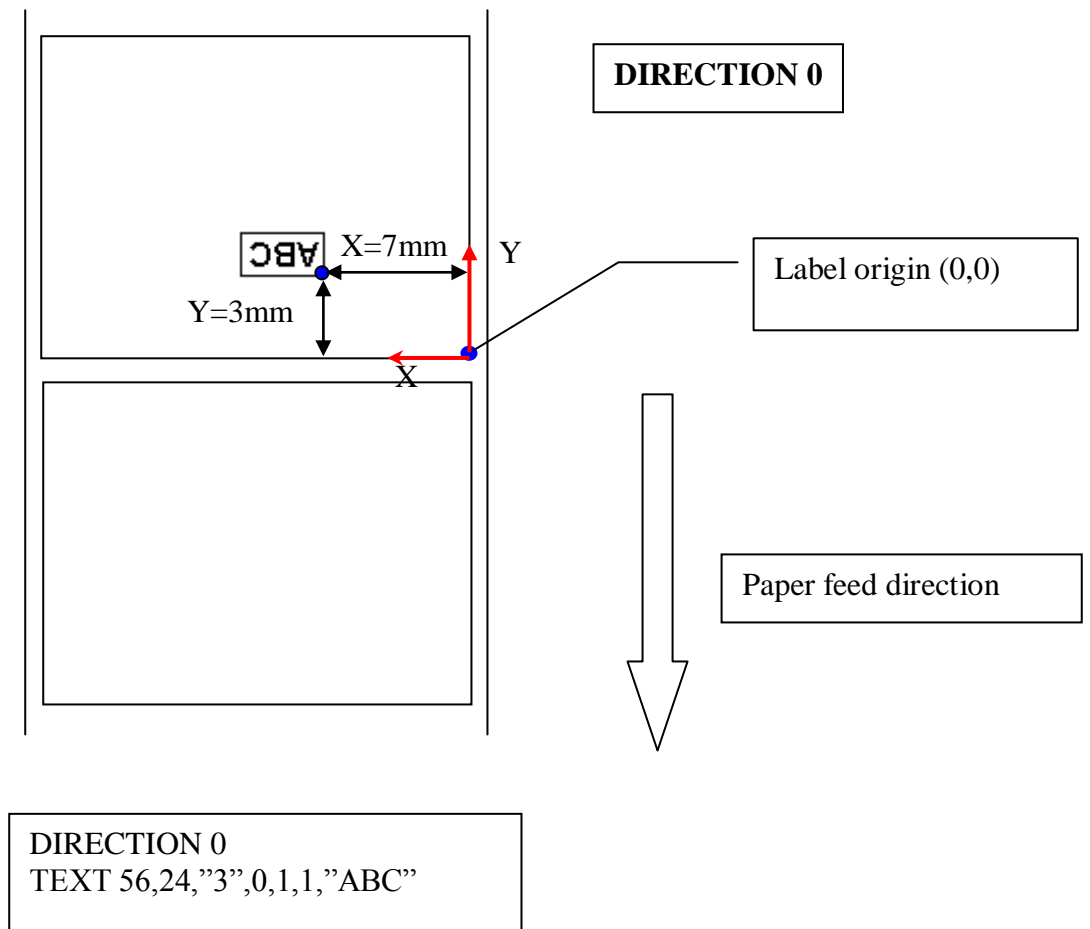 DIRECTION 0
ABC
X=7mm
Y
Label origin (0,0)
Y=3mm
X
Paper feed direction
DIRECTION 0
TEXT 56,24,”3”,0,1,1,”ABC”